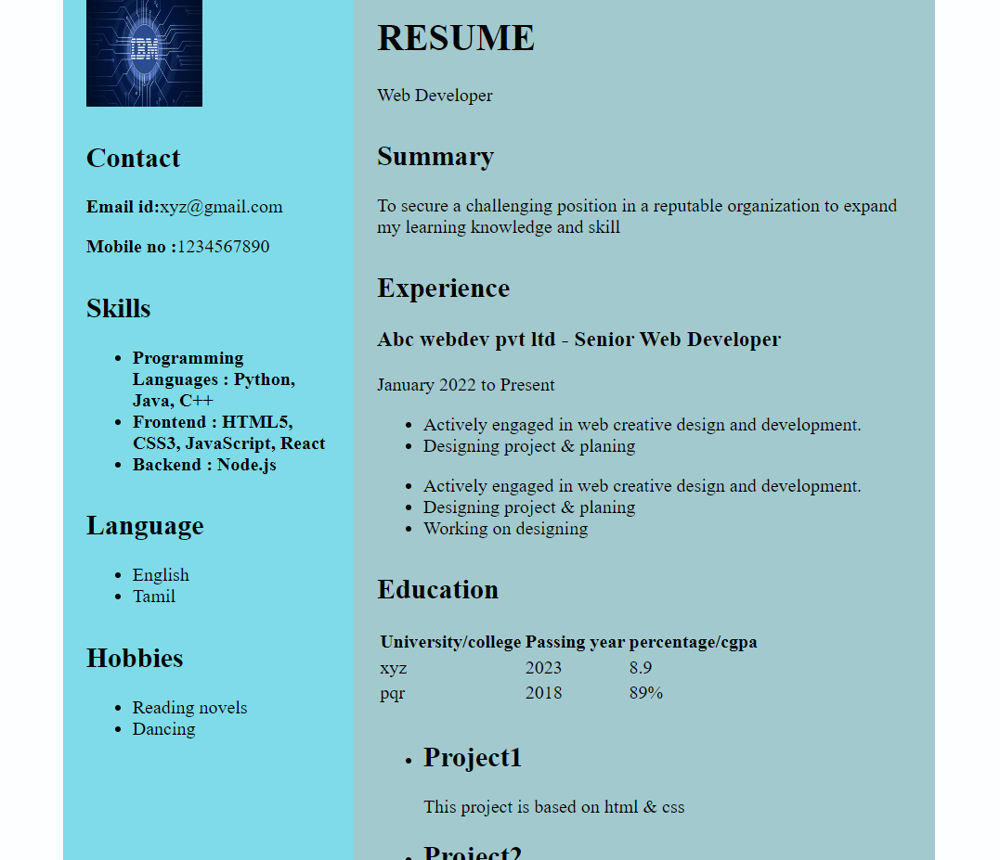 IBM
Contact
Email id:xyz@gmail.com
Mobile no :1234567890
Skills
Programming
Languages : Python,
Java, C++
Frontend : HTML5,
CSS3, JavaScript, React
Backend : Node.js
Language
English
Tamil
Hobbies
Reading novels
Dancing
RESUME
Web Developer
Summary
To secure a challenging position in a reputable organization to expand
my learning knowledge and skill
Experience
Abc webdev pvt ltd - Senior Web Developer
January 2022 to Present
Actively engaged in web creative design and development.
Designing project & planing
Actively engaged in web creative design and development.
Designing project & planing
Working on designing
Education
University/college Passing year percentage/cgpa
xyz 2023 8.9
pqr 2018 89%
Project1
This project is based on html & css
Project2